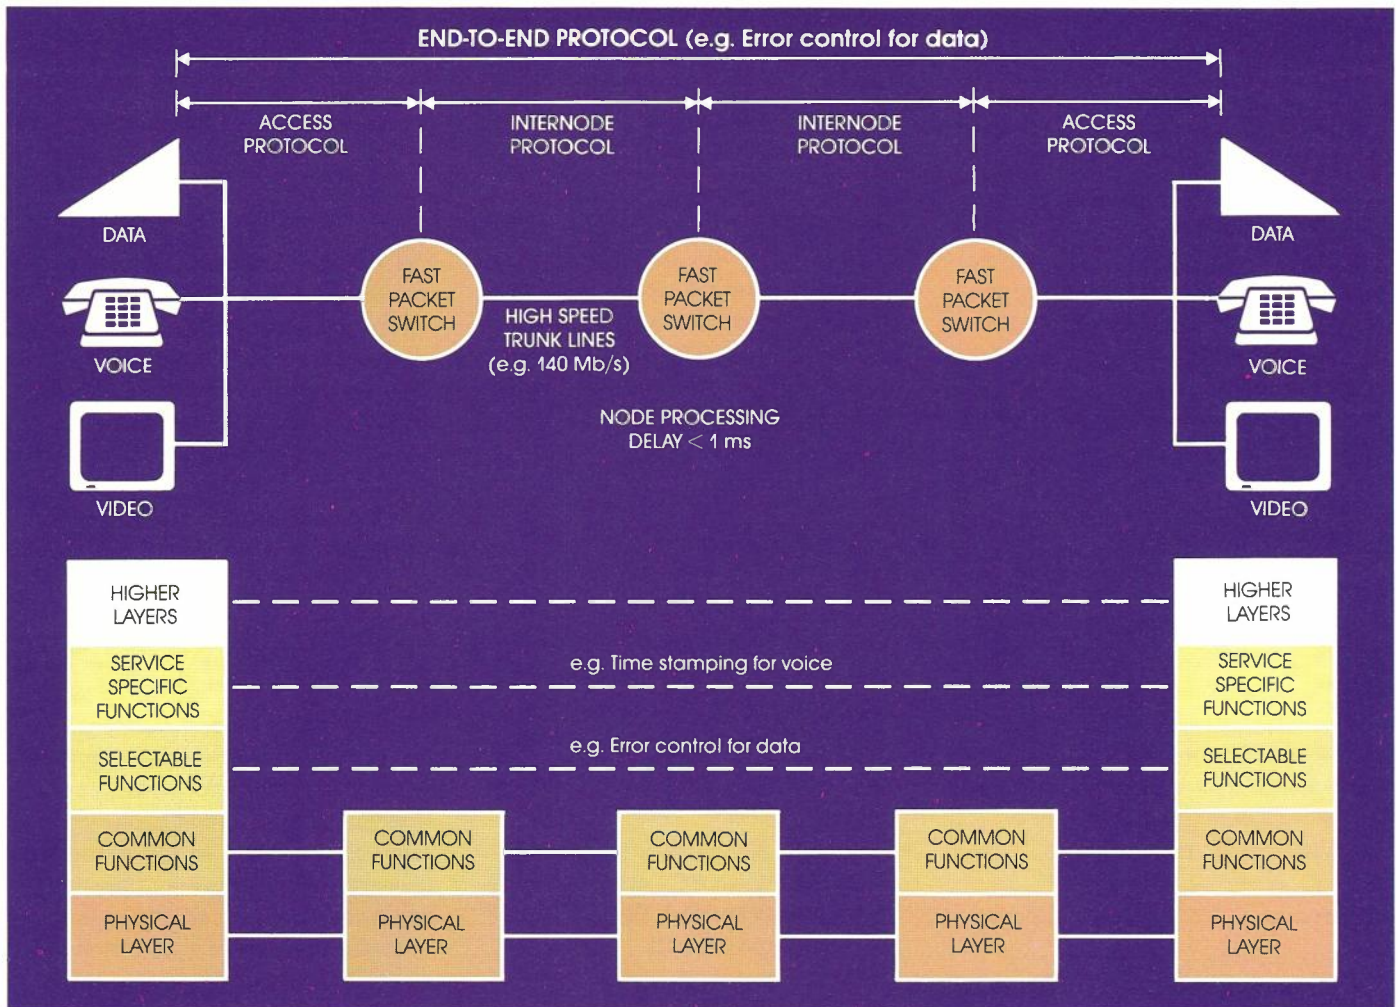 END-TO-END PROTOCOL (e.g. Error control for data)
ACCESS
PROTOCOL
INTERNODE
PROTOCOL
INTERNODE
PROTOCOL
ACCESS
PROTOCOL
DATA
DATA
VOICE
VOICE
VIDEO
VIDEO
FAST
PACKET
SWITCH
HIGH SPEED
TRUNK LINES
(e.g. 140 Mb/s)
FAST
PACKET
SWITCH
FAST
PACKET
SWITCH
NODE PROCESSING
DELAY < 1 ms
HIGHER
LAYERS
HIGHER
LAYERS
SERVICE
SPECIFIC
FUNCTIONS
e.g. Time stamping for voice
SERVICE
SPECIFIC
FUNCTIONS
SELECTABLE
FUNCTIONS
e.g. Error control for data
SELECTABLE
FUNCTIONS
COMMON
FUNCTIONS
COMMON
FUNCTIONS
COMMON
FUNCTIONS
COMMON
FUNCTIONS
COMMON
FUNCTIONS
PHYSICAL
LAYER
PHYSICAL
LAYER
PHYSICAL
LAYER
PHYSICAL
LAYER
PHYSICAL
LAYER